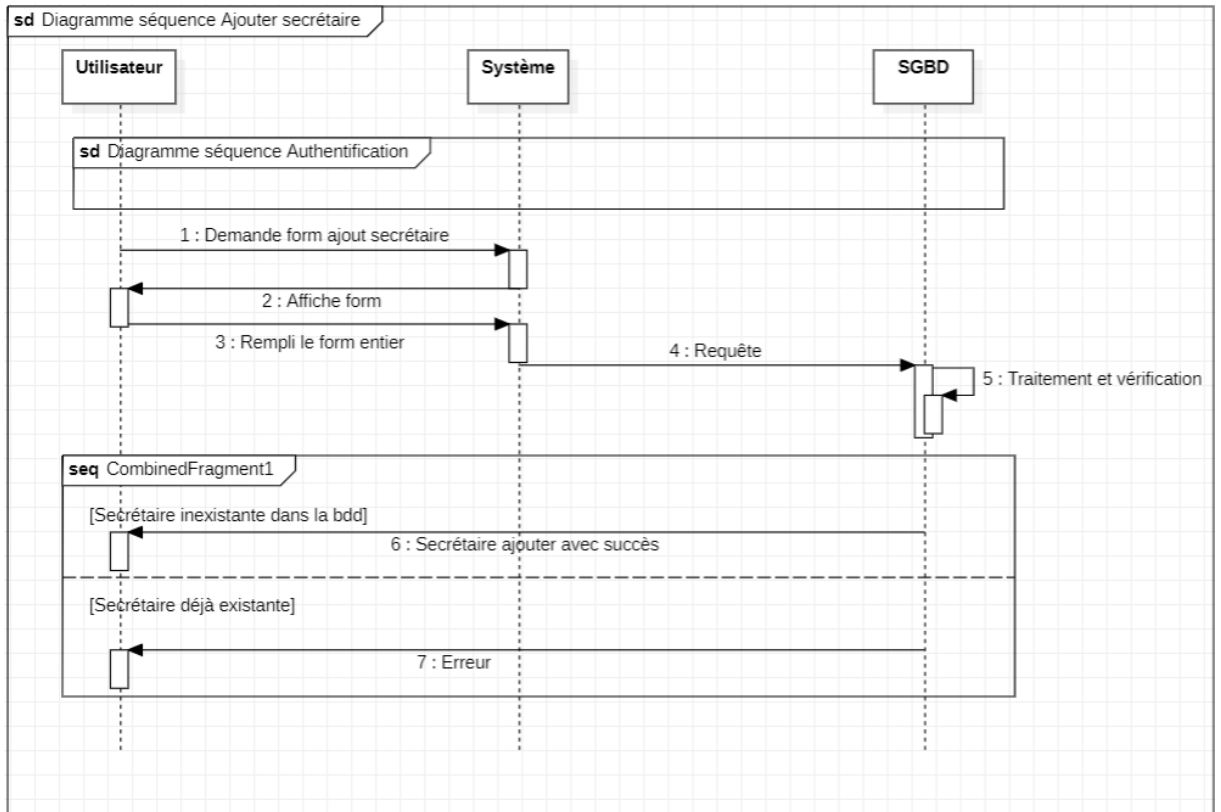 sd Diagramme séquence Ajouter secrétaire
Utilisateur
Système
SGBD
sd Diagramme séquence Authentification
1 : Demande form ajout secrétaire
2 : Affiche form
3 : Rempli le form entier
4 : Requête
5 : Traitement et vérification
seq CombinedFragment1
[Secrétaire inexistante dans la bdd]
6 : Secrétaire ajouter avec succès
[Secrétaire déjà existante]
7 : Erreur